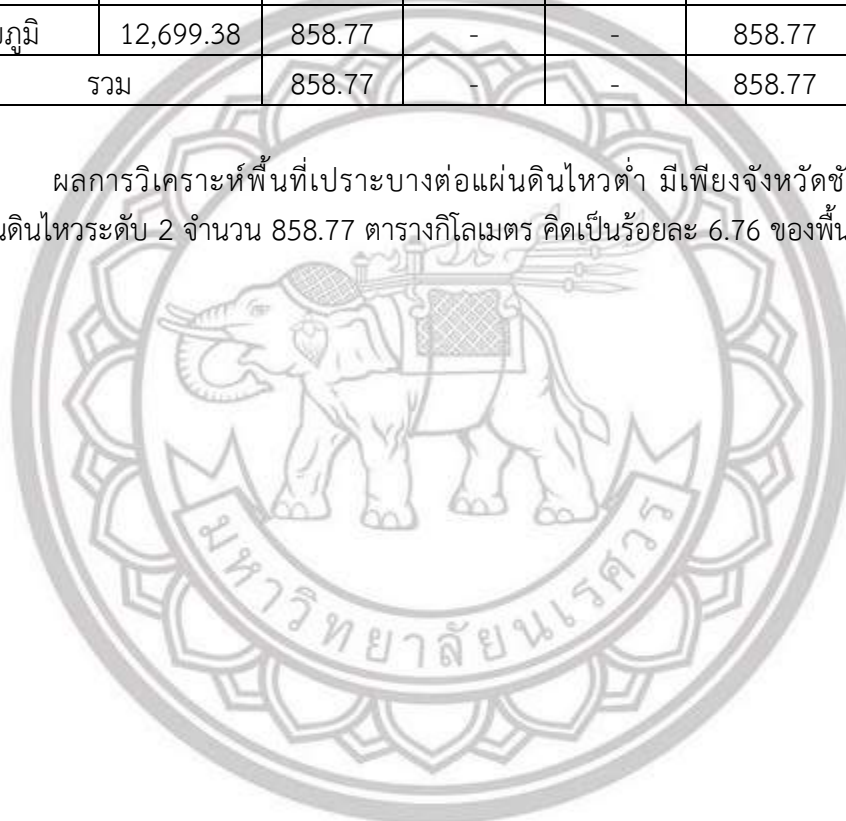 ยภูมิ 12,699.38 858.77 - - 858.77
รวม 858.77 - - 858.77
ผลการวิเคราะห์พื้นที่เปราะบางต่อแผ่นดินไหวต่ำ มีเพียงจังหวัดชั
นดินไหวระดับ 2 จำนวน 858.77 ตารางกิโลเมตร คิดเป็นร้อยละ 6.76 ของพื้น
มหาวิทยาลัยนเรศวร